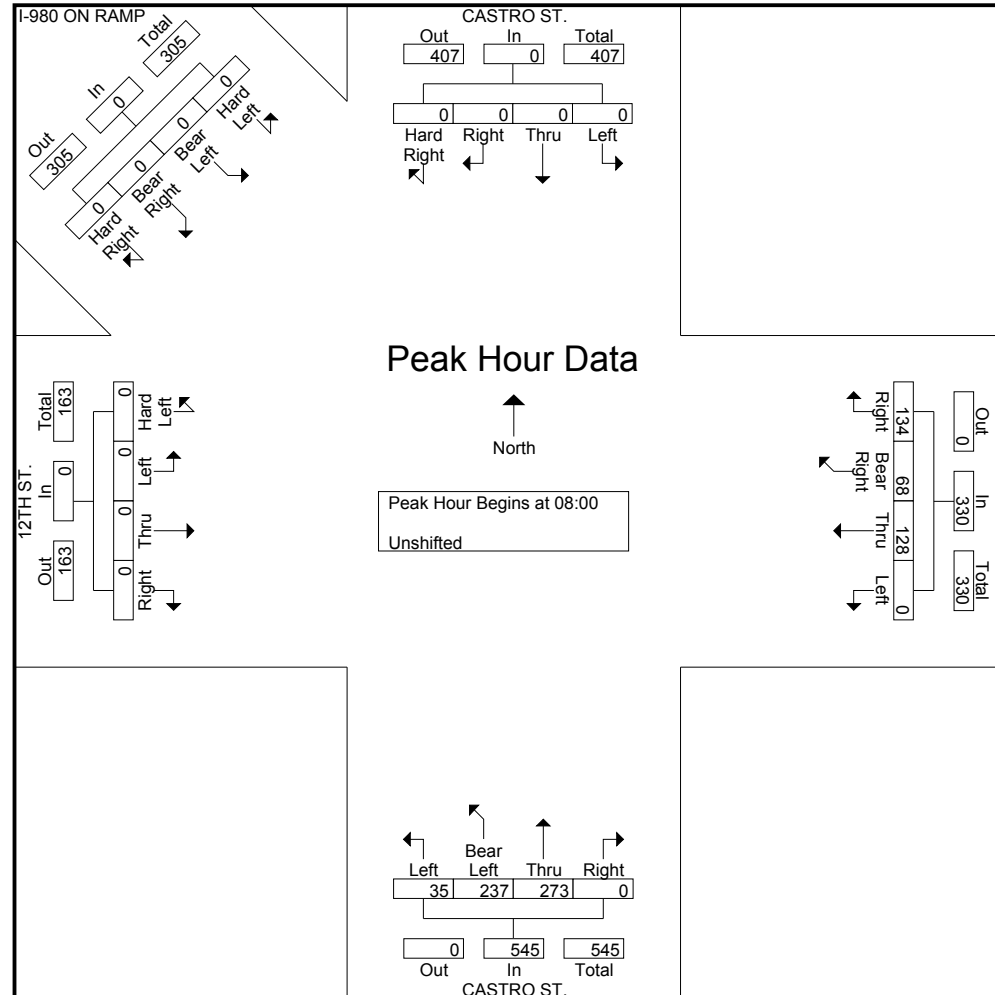 I-980 ON RAMP
Total
305
In
0
Out
305
0
0
0
0
Hard
Left
Bear
Left
Bear
Right
Hard
Right
CASTRO ST.
Out In Total
407 0 407
0 0 0 0
Hard
Right
Right Thru Left
Peak Hour Data
North
Peak Hour Begins at 08:00
Unshifted
12TH ST.
Total
163
In
0
Out
163
0 0 0 0
Hard
Left
Left
Thru
Right
Right
134
Bear
Right
68
Thru
128
Left
0
Out
0
In
330
Total
330
Left
Bear
Left
Thru Right
35 237 273 0
0 545 545
Out In Total
CASTRO ST.